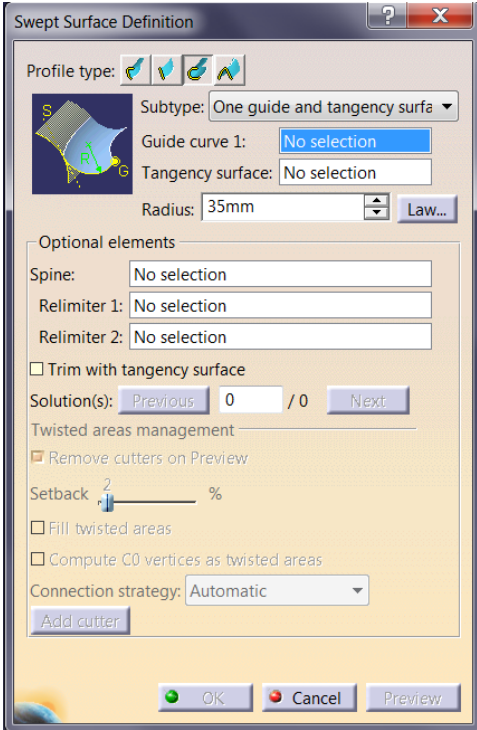 Swept Surface Definition
?
X
Profile type:
S
R
G
Subtype: One guide and tangency surfa
Guide curve 1: No selection
Tangency surface: No selection
Radius: 35mm Law...
Optional elements
Spine: No selection
Relimiter 1: No selection
Relimiter 2: No selection
Trim with tangency surface
Solution(s): Previous 0 / 0 Next
Twisted areas management
Remove cutters on Preview
2
Setback %
Fill twisted areas
Compute C0 vertices as twisted areas
Connection strategy: Automatic
Add cutter
OK Cancel Preview